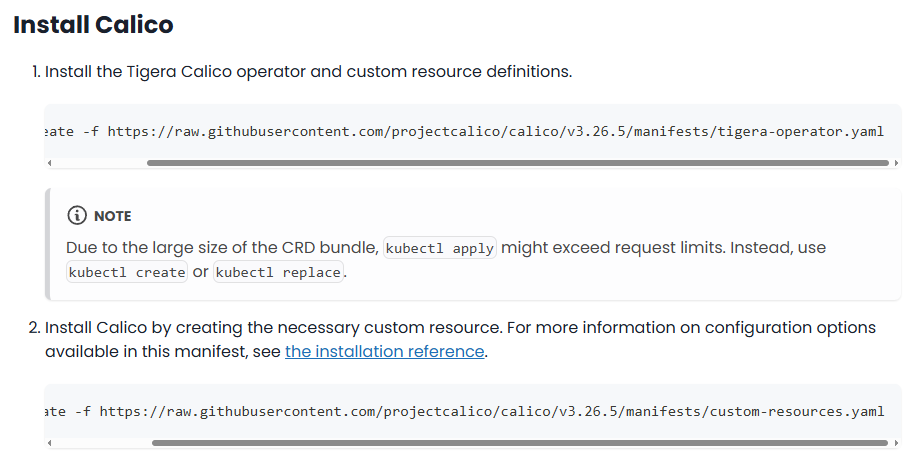 Install Calico
1. Install the Tigera Calico operator and custom resource definitions.
eate -f https://raw.githubusercontent.com/projectcalico/calico/v3.26.5/manifests/tigera-operator.yaml
NOTE
Due to the large size of the CRD bundle, kubectl apply might exceed request limits. Instead, use
kubectl create or kubectl replace.
2. Install Calico by creating the necessary custom resource. For more information on configuration options
available in this manifest, see the installation reference.
ate -f https://raw.githubusercontent.com/projectcalico/calico/v3.26.5/manifests/custom-resources.yaml